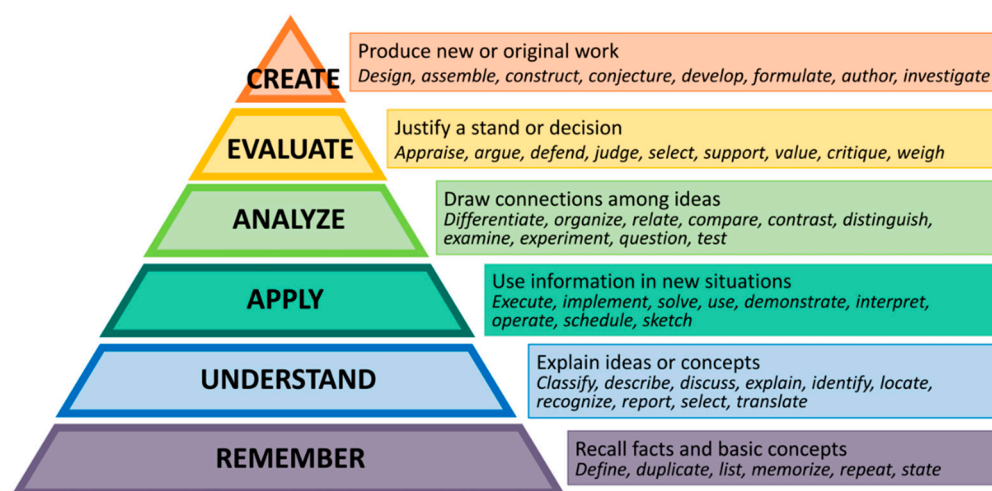 CREATE
Produce new or original work
Design, assemble, construct, conjecture, develop, formulate, author, investigate
EVALUATE
Justify a stand or decision
Appraise, argue, defend, judge, select, support, value, critique, weigh
ANALYZE
Draw connections among ideas
Differentiate, organize, relate, compare, contrast, distinguish,
examine, experiment, question, test
APPLY
Use information in new situations
Execute, implement, solve, use, demonstrate, interpret,
operate, schedule, sketch
UNDERSTAND
Explain ideas or concepts
Classify, describe, discuss, explain, identify, locate,
recognize, report, select, translate
REMEMBER
Recall facts and basic concepts
Define, duplicate, list, memorize, repeat, state